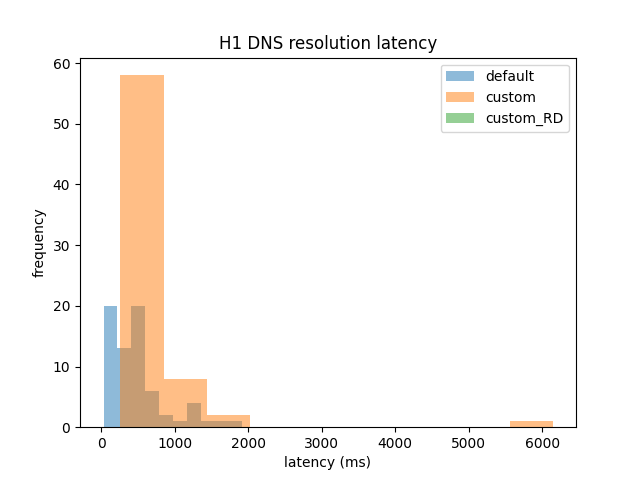 H1 DNS resolution latency
default
custom
custom_RD
60
50
40
30
20
10
0
frequency
0 1000 2000 3000 4000 5000 6000
latency (ms)